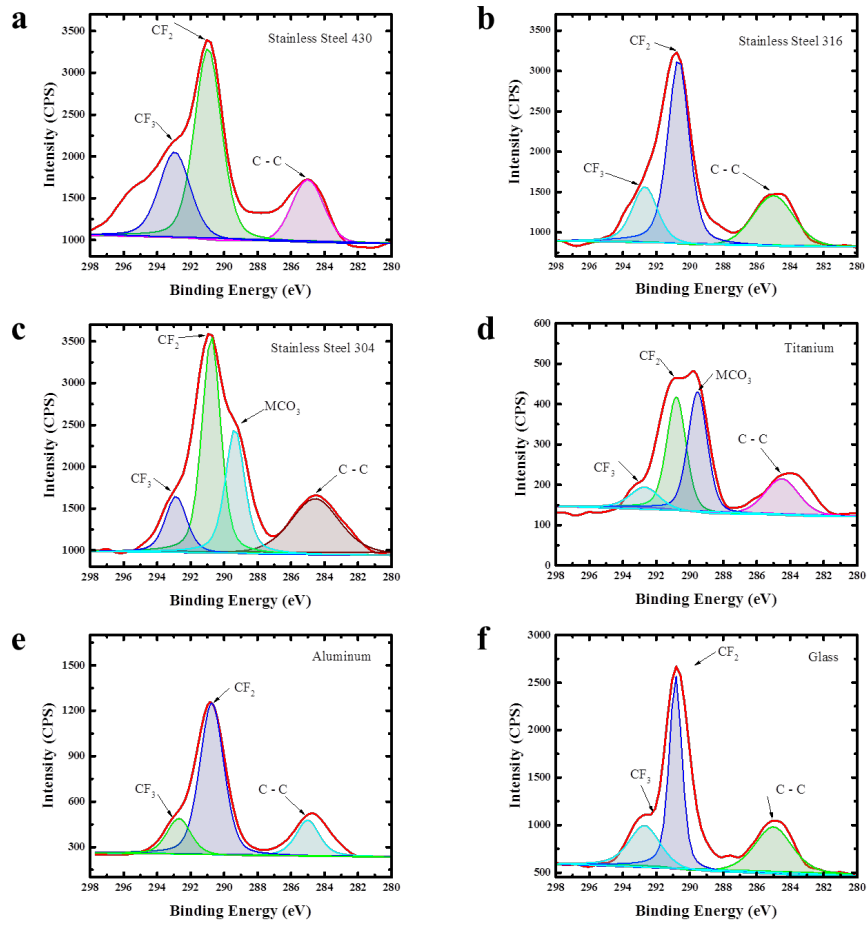 a
Stainless Steel 430
CF2
CF3
C - C
3500
3000
2500
2000
1500
1000
298 296 294 292 290 288 286 284 282 280
Intensity (CPS)
Binding Energy (eV)
b
Stainless Steel 316
CF2
CF3
C - C
3300
2700
2100
1500
900
298 296 294 292 290 288 286 284 282 280
Intensity (CPS)
Binding Energy (eV)
c
Stainless Steel 304
CF2
MCO3
CF3
C - C
3500
3000
2500
2000
1500
1000
298 296 294 292 290 288 286 284 282 280
Intensity (CPS)
Binding Energy (eV)
d
Titanium
CF2
MCO3
CF3
C - C
600
500
400
300
200
100
0
298 296 294 292 290 288 286 284 282 280
Intensity (CPS)
Binding Energy (eV)
e
Aluminum
CF2
CF3
C - C
1500
1200
900
600
300
298 296 294 292 290 288 286 284 282 280
Intensity (CPS)
Binding Energy (eV)
f
Glass
CF2
CF3
C - C
3000
2500
2000
1500
1000
500
298 296 294 292 290 288 286 284 282 280
Intensity (CPS)
Binding Energy (eV)